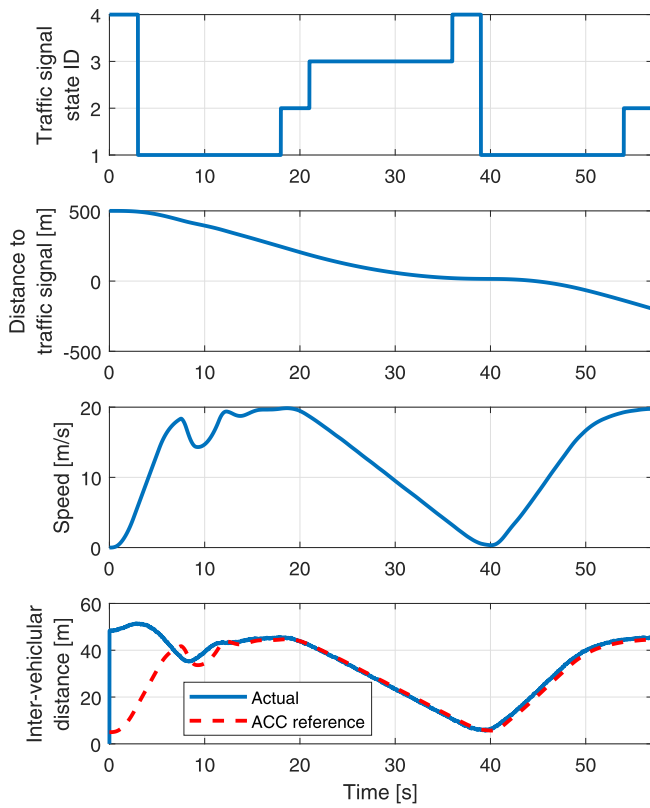 4
3
2
1
Traffic signal
state ID
0 10 20 30 40 50
500
0
-500
Distance to
traffic signal [m]
0 10 20 30 40 50
20
10
0
Speed [m/s]
0 10 20 30 40 50
60
40
20
0
Inter-vehiclular
distance [m]
Actual
ACC reference
0 10 20 30 40 50
Time [s]